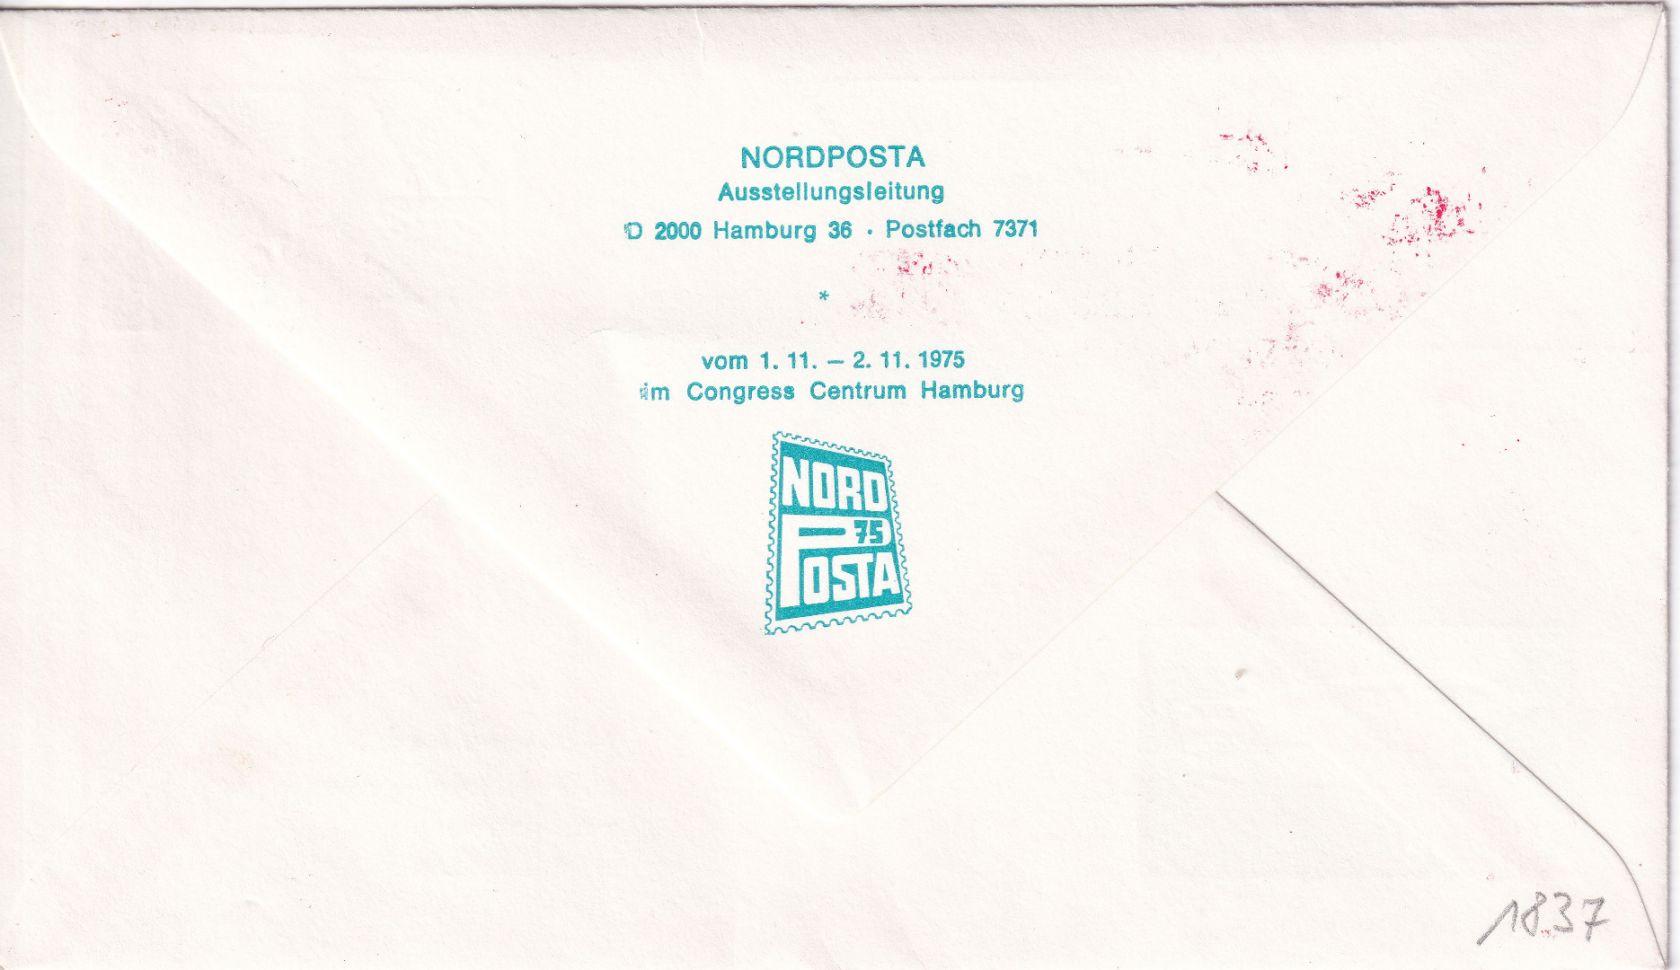 NORDPOSTA
Ausstellungsleitung
D 2000 Hamburg 36 · Postfach 7371
*
vom 1. 11. – 2. 11. 1975
im Congress Centrum Hamburg
NORD
P 75
OSTA
1837